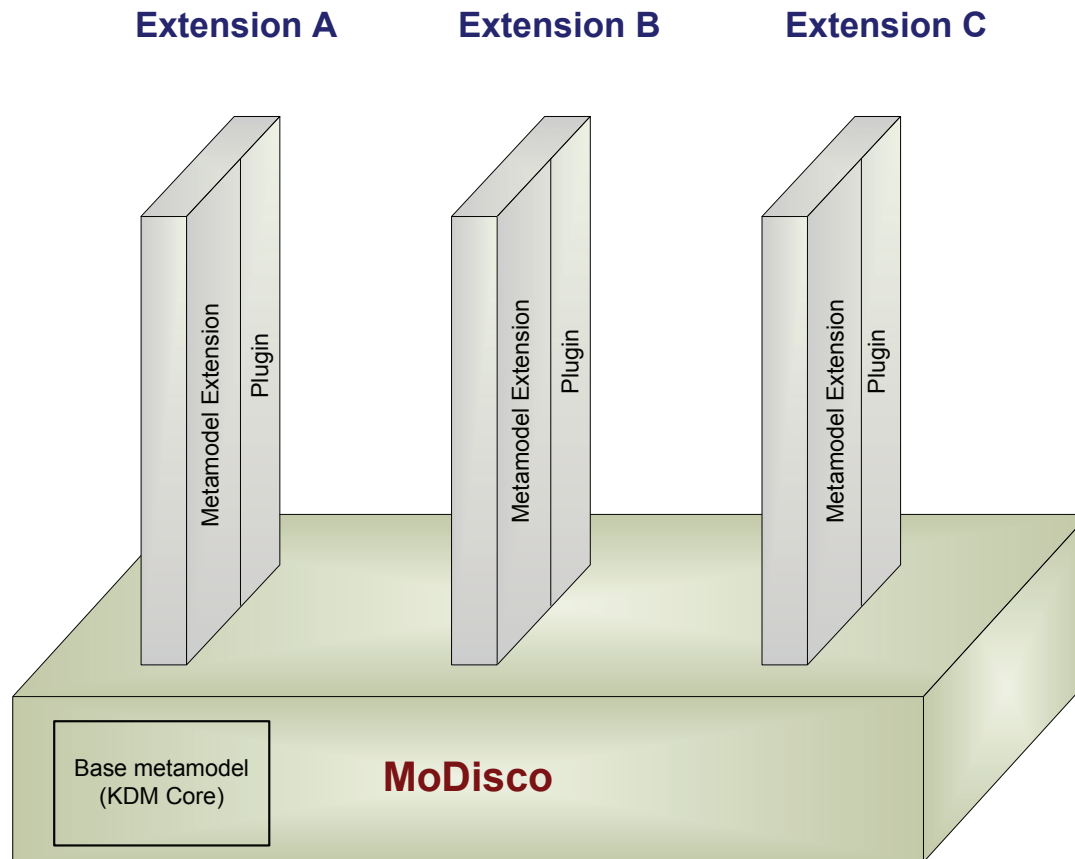 Extension A
Extension B
Extension C
Metamodel Extension
Plugin
Metamodel Extension
Plugin
Metamodel Extension
Plugin
Base metamodel
(KDM Core)
MoDisco